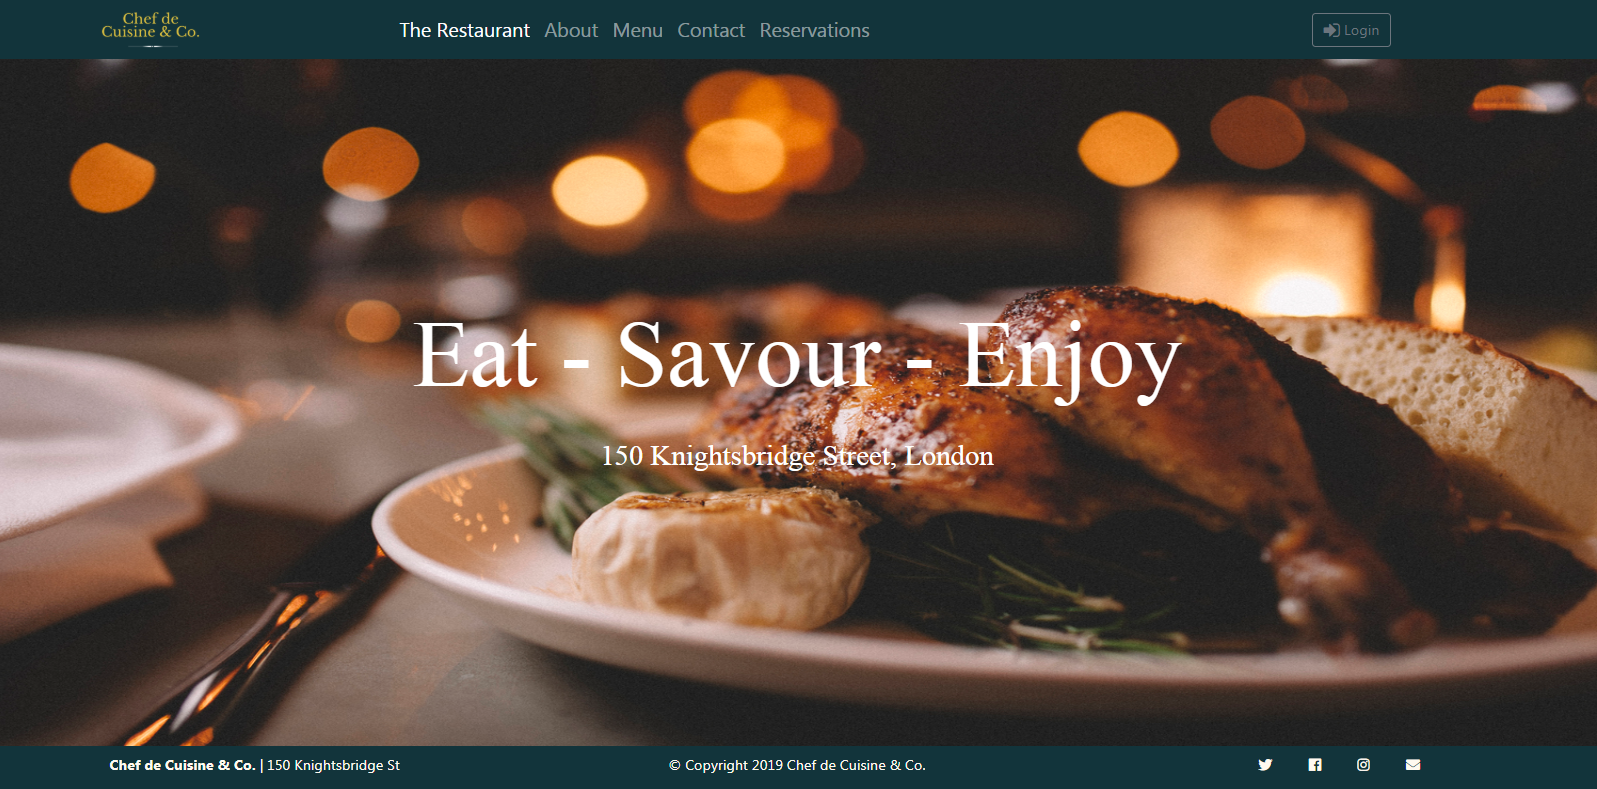 Chef de
Cuisine & Co.
The Restaurant About Menu Contact Reservations
Login
Eat - Savour - Enjoy
150 Knightsbridge Street, London
Chef de Cuisine & Co. | 150 Knightsbridge St
© Copyright 2019 Chef de Cuisine & Co.